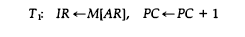 T₁: IR ← M[AR], PC ← PC + 1